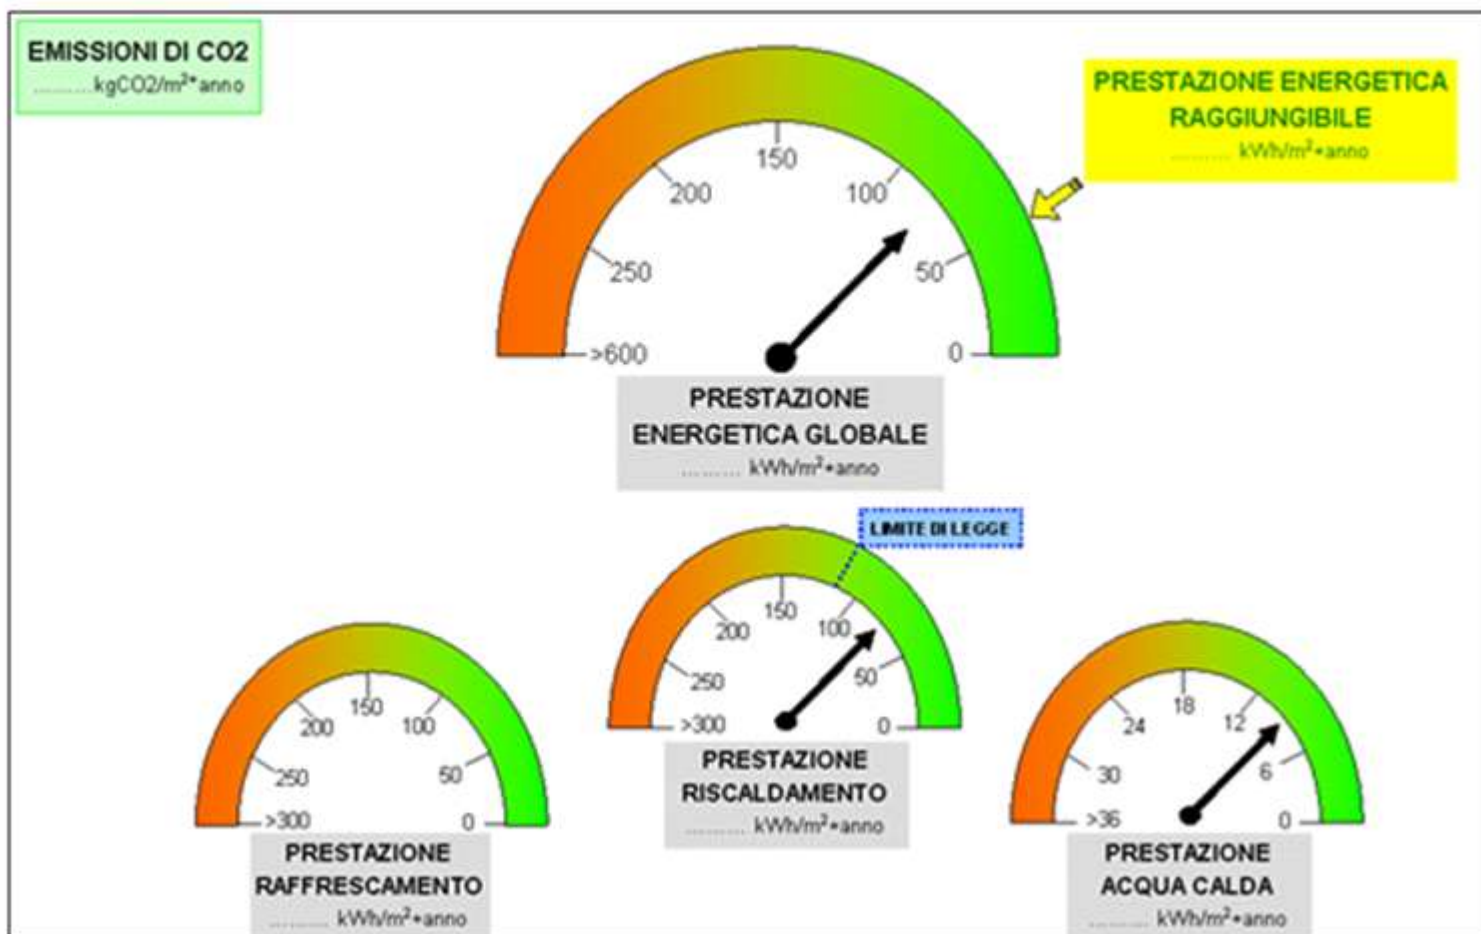 EMISSIONI DI CO2
.........kgCO2/m²*anno
PRESTAZIONE ENERGETICA
RAGGIUNGIBILE
......... kWh/m²*anno
150
200
100
250
50
>600
0
PRESTAZIONE
ENERGETICA GLOBALE
......... kWh/m²*anno
LIMITE DI LEGGE
150
200
100
250
50
>300
0
PRESTAZIONE
RISCALDAMENTO
......... kWh/m²*anno
150
200
100
250
50
>300
0
PRESTAZIONE
RAFFRESCAMENTO
......... kWh/m²*anno
18
24
12
30
6
>36
0
PRESTAZIONE
ACQUA CALDA
......... kWh/m²*anno